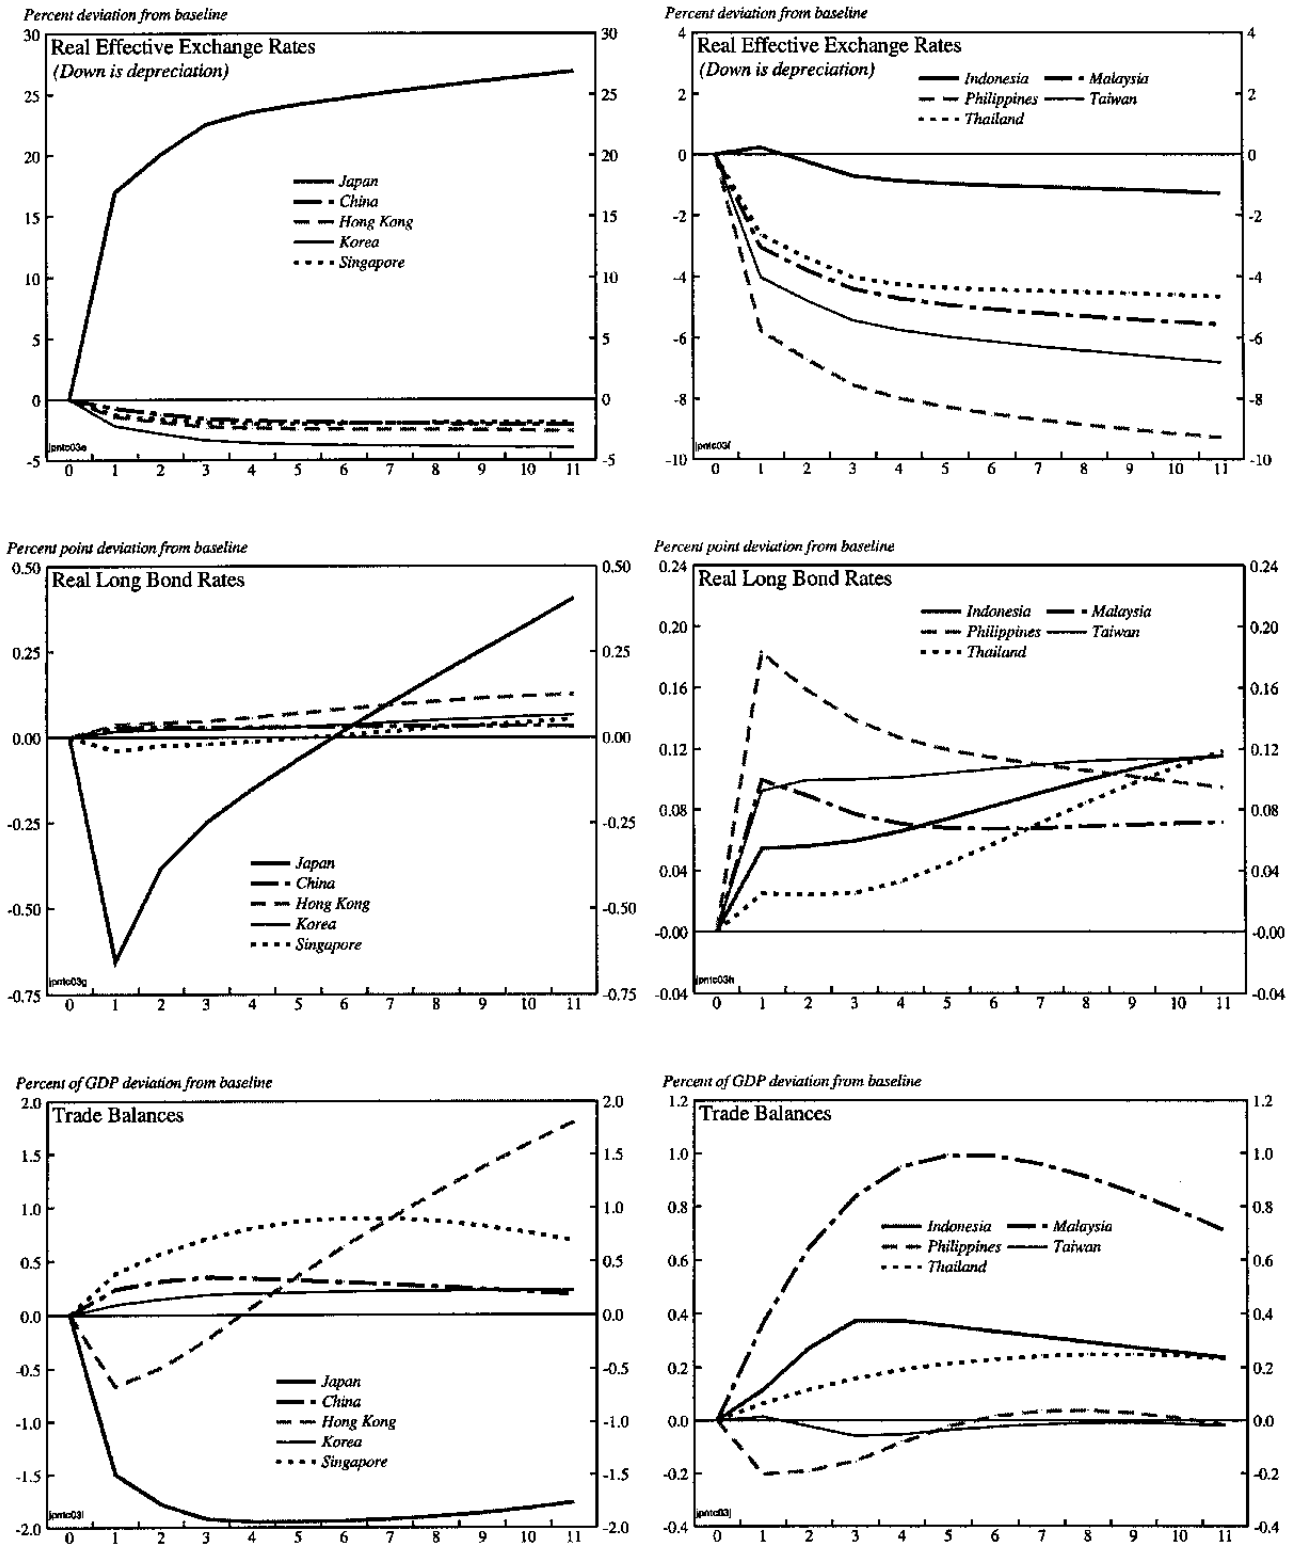 Percent deviation from baseline
Real Effective Exchange Rates
(Down is depreciation)
30 25 20 15 10 5 0 -5
30 25 20 15 10 5 0 -5
Japan
China
Hong Kong
Korea
Singapore
jpntc03e
0 1 2 3 4 5 6 7 8 9 10 11
Percent deviation from baseline
Real Effective Exchange Rates
(Down is depreciation)
4 2 0 -2 -4 -6 -8 -10
4 2 0 -2 -4 -6 -8 -10
Indonesia Malaysia
Philippines Taiwan
Thailand
jpntc03f
0 1 2 3 4 5 6 7 8 9 10 11
Percent point deviation from baseline
Real Long Bond Rates
0.50 0.25 0.00 -0.25 -0.50 -0.75
0.50 0.25 0.00 -0.25 -0.50 -0.75
Japan
China
Hong Kong
Korea
Singapore
jpntc03g
0 1 2 3 4 5 6 7 8 9 10 11
Percent point deviation from baseline
Real Long Bond Rates
0.24 0.20 0.16 0.12 0.08 0.04 -0.00 -0.04
0.24 0.20 0.16 0.12 0.08 0.04 -0.00 -0.04
Indonesia Malaysia
Philippines Taiwan
Thailand
jpntc03h
0 1 2 3 4 5 6 7 8 9 10 11
Percent of GDP deviation from baseline
Trade Balances
2.0 1.5 1.0 0.5 0.0 -0.5 -1.0 -1.5 -2.0
2.0 1.5 1.0 0.5 0.0 -0.5 -1.0 -1.5 -2.0
Japan
China
Hong Kong
Korea
Singapore
jpntc03i
0 1 2 3 4 5 6 7 8 9 10 11
Percent of GDP deviation from baseline
Trade Balances
1.2 1.0 0.8 0.6 0.4 0.2 0.0 -0.2 -0.4
1.2 1.0 0.8 0.6 0.4 0.2 0.0 -0.2 -0.4
Indonesia Malaysia
Philippines Taiwan
Thailand
jpntc03j
0 1 2 3 4 5 6 7 8 9 10 11